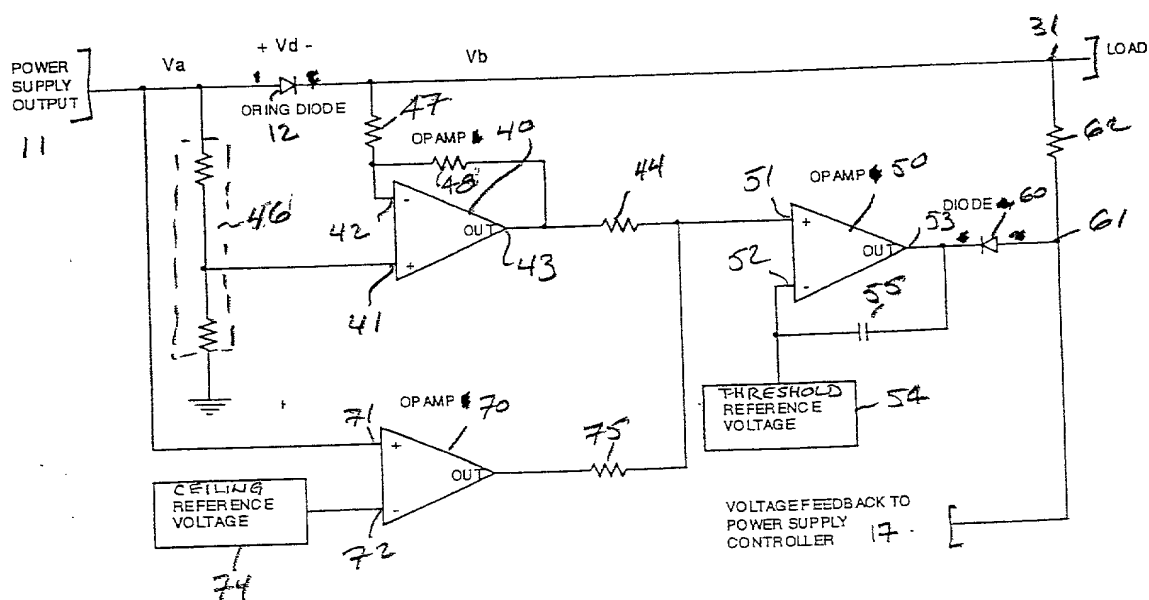 31
+ Vd -
Va
Vb
LOAD
POWER
SUPPLY
OUTPUT
11
ORING DIODE
12
47
OPAMP 40
48
42
-
+
OUT
43
41
46
44
62
51
OPAMP 50
53
DIODE 60
61
+
-
OUT
52
55
THRESHOLD
REFERENCE
VOLTAGE
54
+
OPAMP 70
71
+
-
OUT
75
72
CEILING
REFERENCE
VOLTAGE
74
VOLTAGE FEEDBACK TO
POWER SUPPLY
CONTROLLER 17